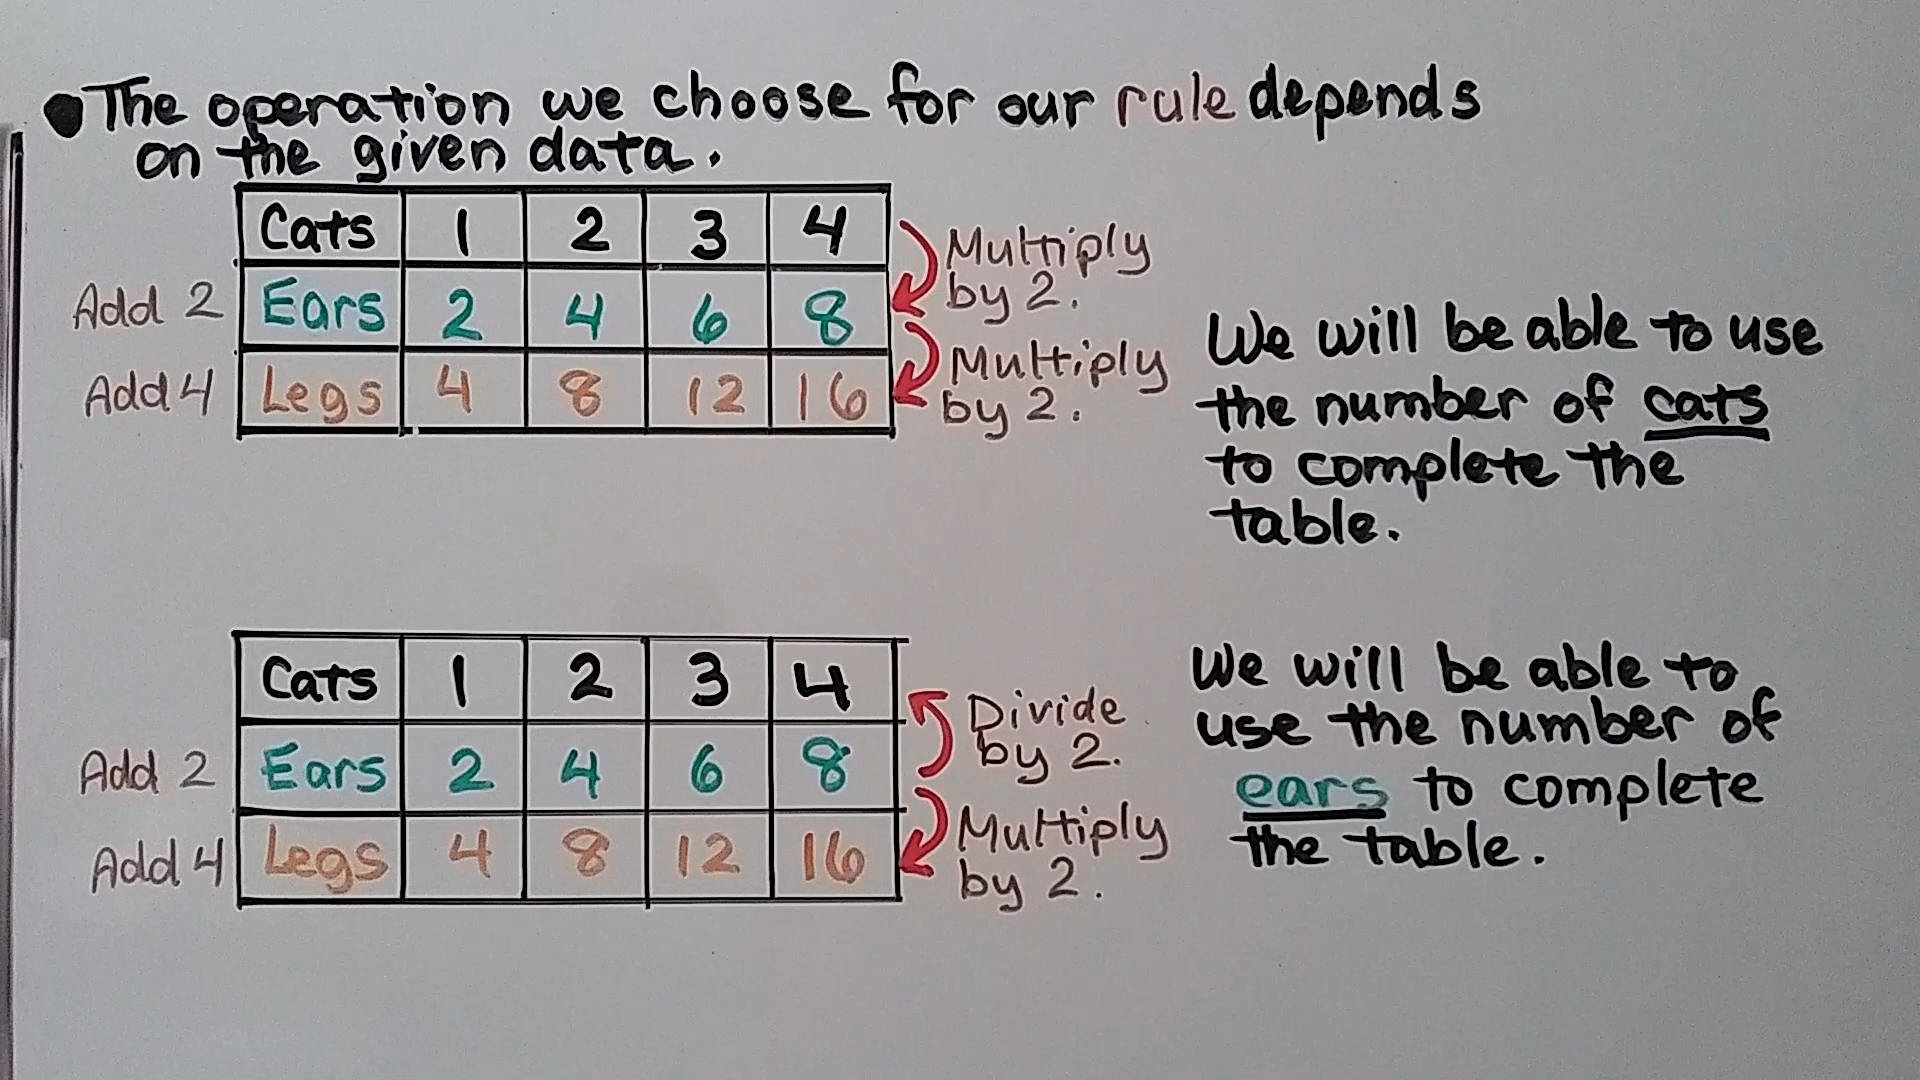 The operation we choose for our rule depends
on the given data.
Cats 1 2 3 4
Add 2 Ears 2 4 6 8
Add 4 Legs 4 8 12 16
Multiply
by 2.
Multiply
by 2.
We will be able to use
the number of cats
to complete the
table.
Cats 1 2 3 4
Add 2 Ears 2 4 6 8
Add 4 Legs 4 8 12 16
Divide
by 2.
Multiply
by 2.
We will be able to
use the number of
ears to complete
the table.